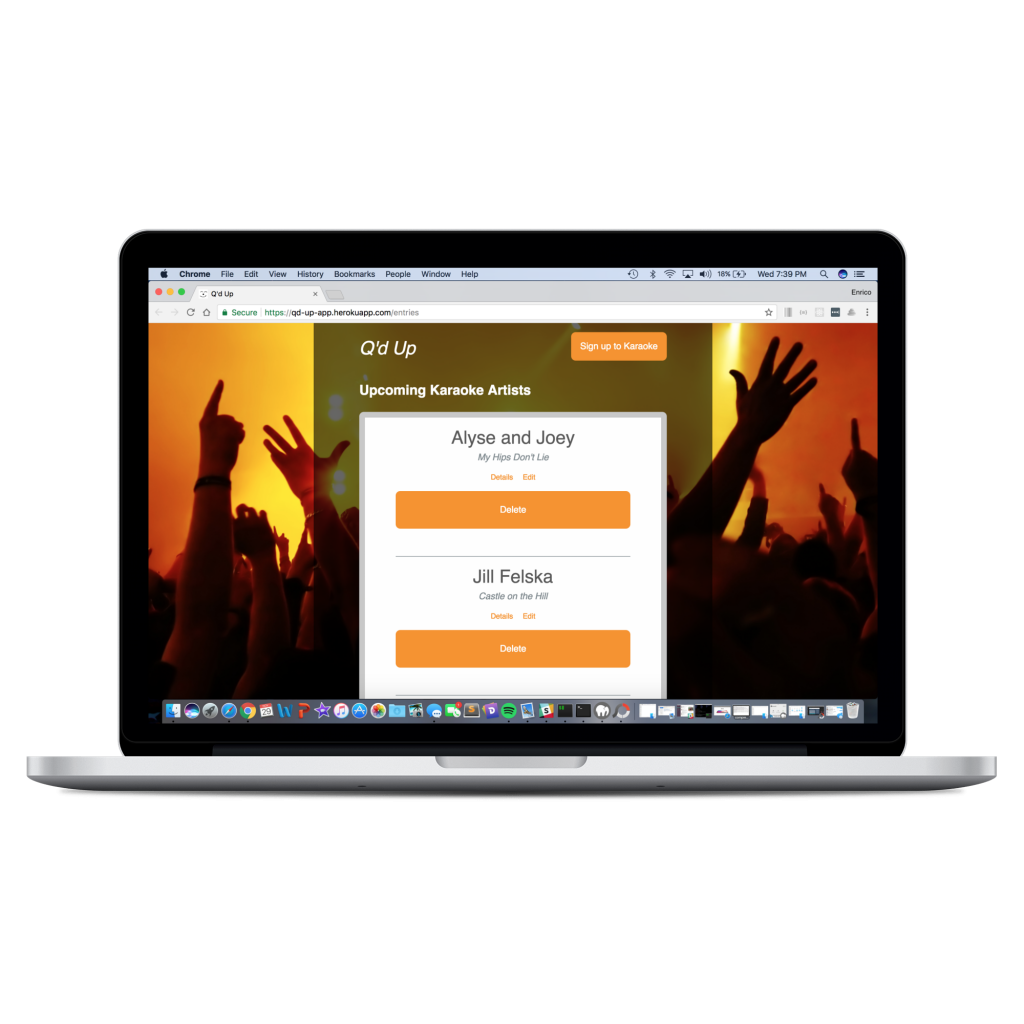 Chrome File Edit View History Bookmarks People Window Help 18% Wed 7:39 PM
Q'd Up Enrico
Secure https://qd-up-app.herokuapp.com/entries
Q'd Up
Sign up to Karaoke
Upcoming Karaoke Artists
Alyse and Joey
My Hips Don't Lie
Details Edit
Delete
Jill Felska
Castle on the Hill
Details Edit
Delete